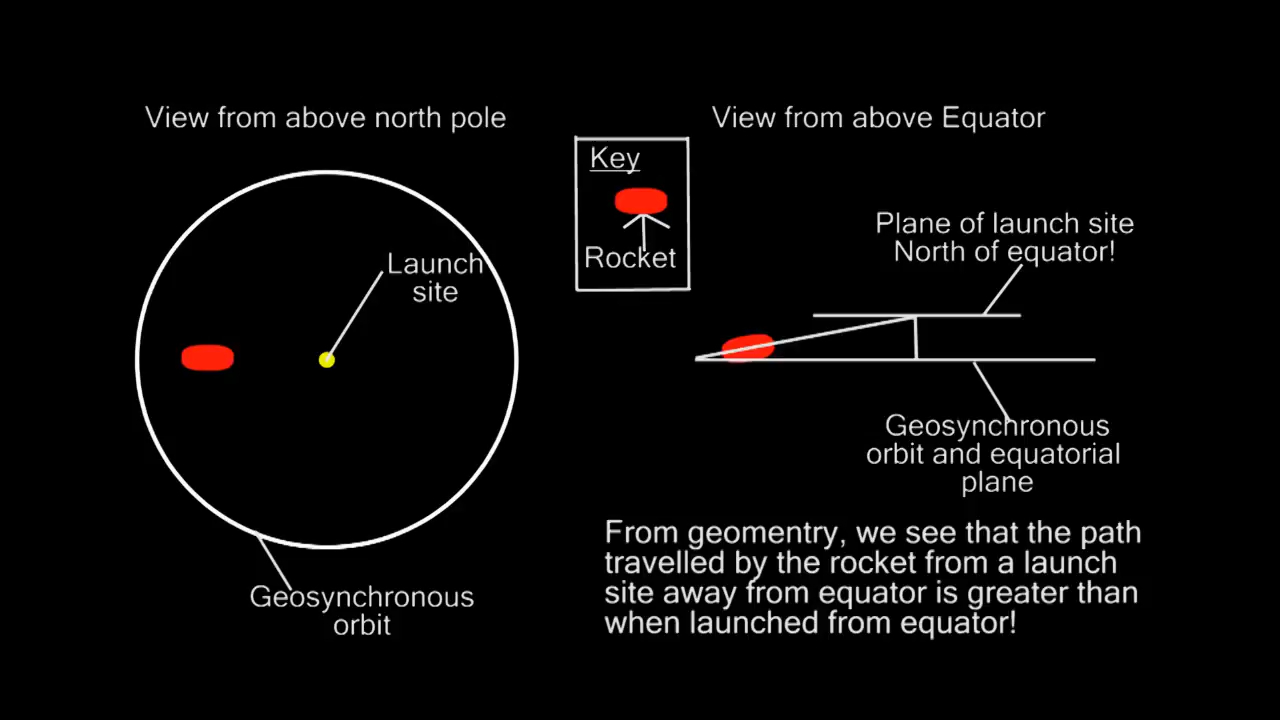 View from above north pole
View from above Equator
Key
Rocket
Launch
site
Plane of launch site
North of equator!
Geosynchronous
orbit and equatorial
plane
Geosynchronous
orbit
From geomentry, we see that the path
travelled by the rocket from a launch
site away from equator is greater than
when launched from equator!